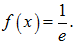 f(x) = 1/e.